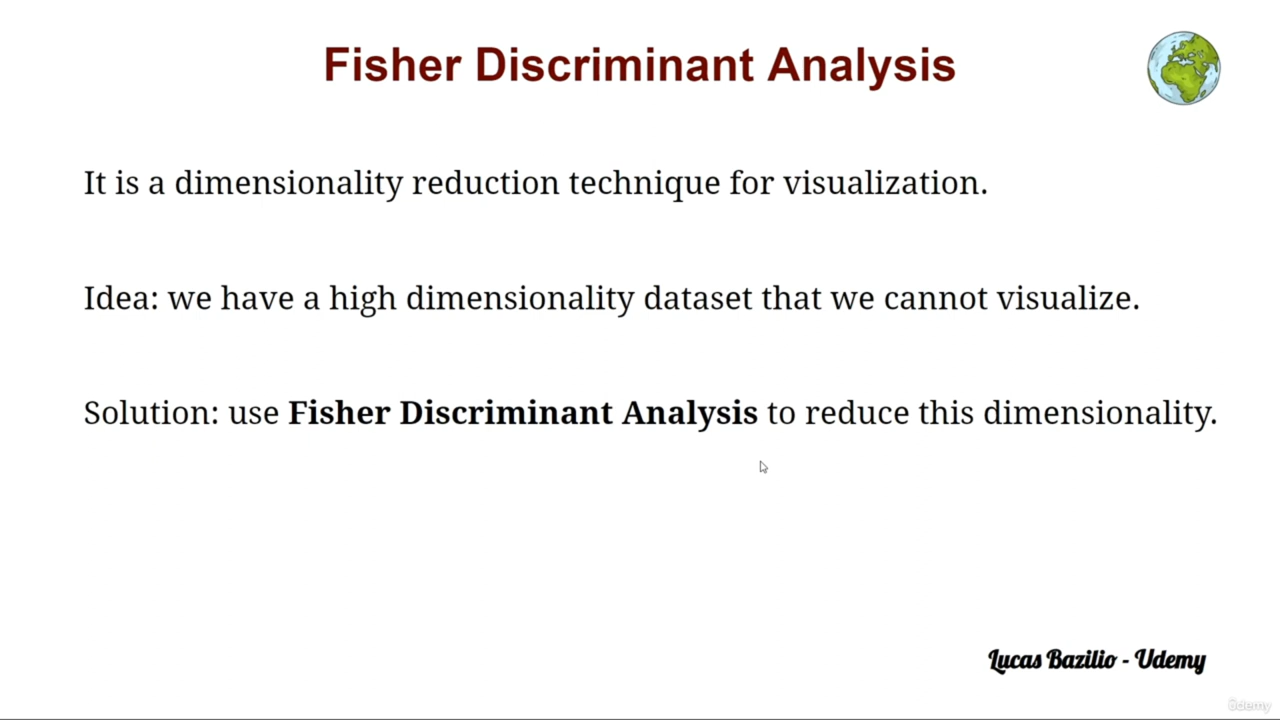 Fisher Discriminant Analysis
It is a dimensionality reduction technique for visualization.
Idea: we have a high dimensionality dataset that we cannot visualize.
Solution: use Fisher Discriminant Analysis to reduce this dimensionality.
Lucas Bazilio - Udemy
ûdemy